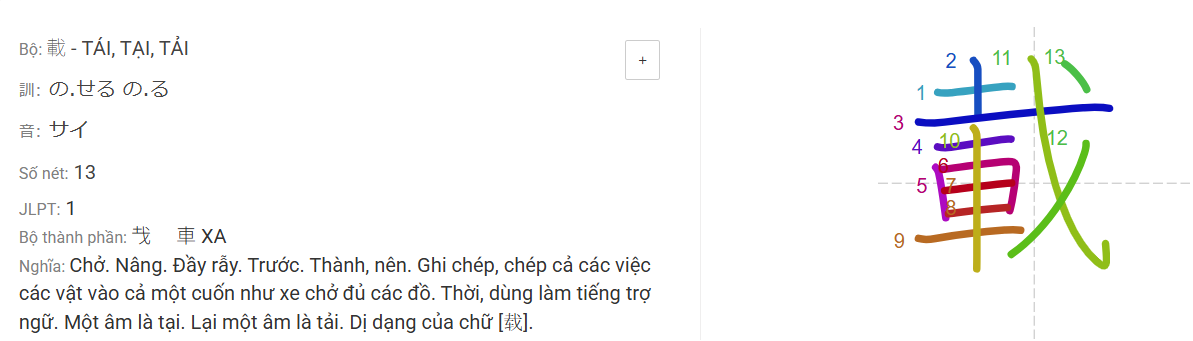 Bộ: 載 - TÁI, TẠI, TẢI
+
訓: の.せる の.る
音: サイ
Số nét: 13
JLPT: 1
Bộ thành phần: 𢦏 車 XA
Nghĩa: Chở. Nâng. Đầy rẫy. Trước. Thành, nên. Ghi chép, chép cả các việc
các vật vào cả một cuốn như xe chở đủ các đồ. Thời, dùng làm tiếng trợ
ngữ. Một âm là tại. Lại một âm là tải. Dị dạng của chữ [载].
載
1
2
3
4
5
6
7
8
9
10
11
12
13